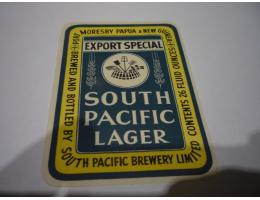 MORESBY PAPUA & NEW GUINEA
EXPORT SPECIAL
SOUTH
PACIFIC
LAGER
BREWED AND BOTTLED BY SOUTH PACIFIC BREWERY LIMITED
CONTENTS 26 FLUID OUNCES